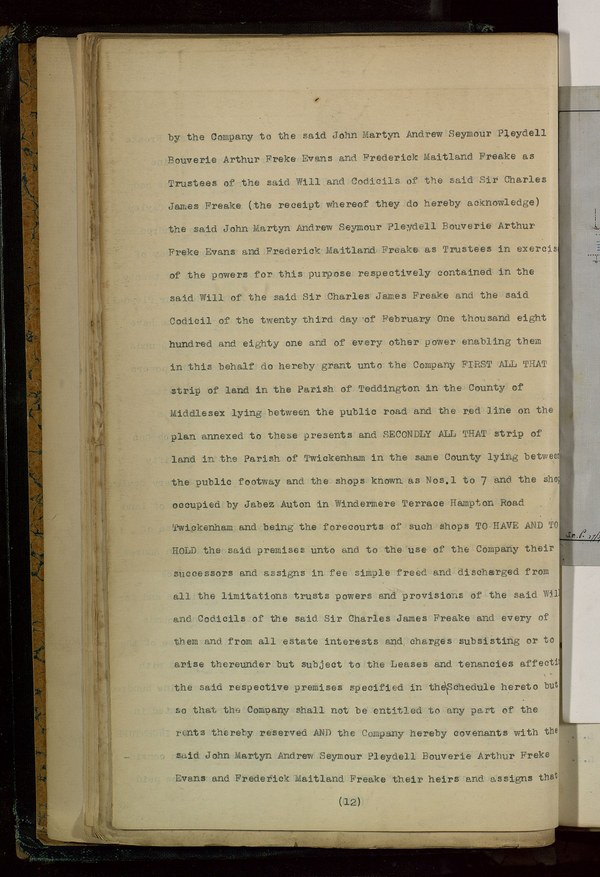 by the Company to the said John Martyn Andrew Seymour Pleydell
Bouverie Arthur Freke Evans and Frederick Maitland Freake as
Trustees of the said Will and Codicils of the said Sir Charles
James Freake (the receipt whereof they do hereby acknowledge)
the said John Martyn Andrew Seymour Pleydell Bouverie Arthur
Freke Evans and Frederick Maitland Freake as Trustees in exercis
of the powers for this purpose respectively contained in the
said Will of the said Sir Charles James Freake and the said
Codicil of the twenty third day of February One thousand eight
hundred and eighty one and of every other power enabling them
in this behalf do hereby grant unto the Company FIRST ALL THAT
strip of land in the Parish of Teddington in the County of
Middlesex lying between the public road and the red line on the
plan annexed to these presents and SECONDLY ALL THAT strip of
land in the Parish of Twickenham in the same County lying between
the public footway and the shops known as Nos.1 to 7 and the shop
occupied by Jabez Auton in Windermere Terrace Hampton Road
Twickenham and being the forecourts of such shops TO HAVE AND TO
HOLD the said premises unto and to the use of the Company their
successors and assigns in fee simple freed and discharged from
all the limitations trusts powers and provisions of the said Will
and Codicils of the said Sir Charles James Freake and every of
them and from all estate interests and charges subsisting or to
arise thereunder but subject to the Leases and tenancies affecti
the said respective premises specified in the Schedule hereto but
so that the Company shall not be entitled to any part of the
rents thereby reserved AND the Company hereby covenants with the
said John Martyn Andrew Seymour Pleydell Bouverie Arthur Freke
Evans and Frederick Maitland Freake their heirs and assigns that
(12)